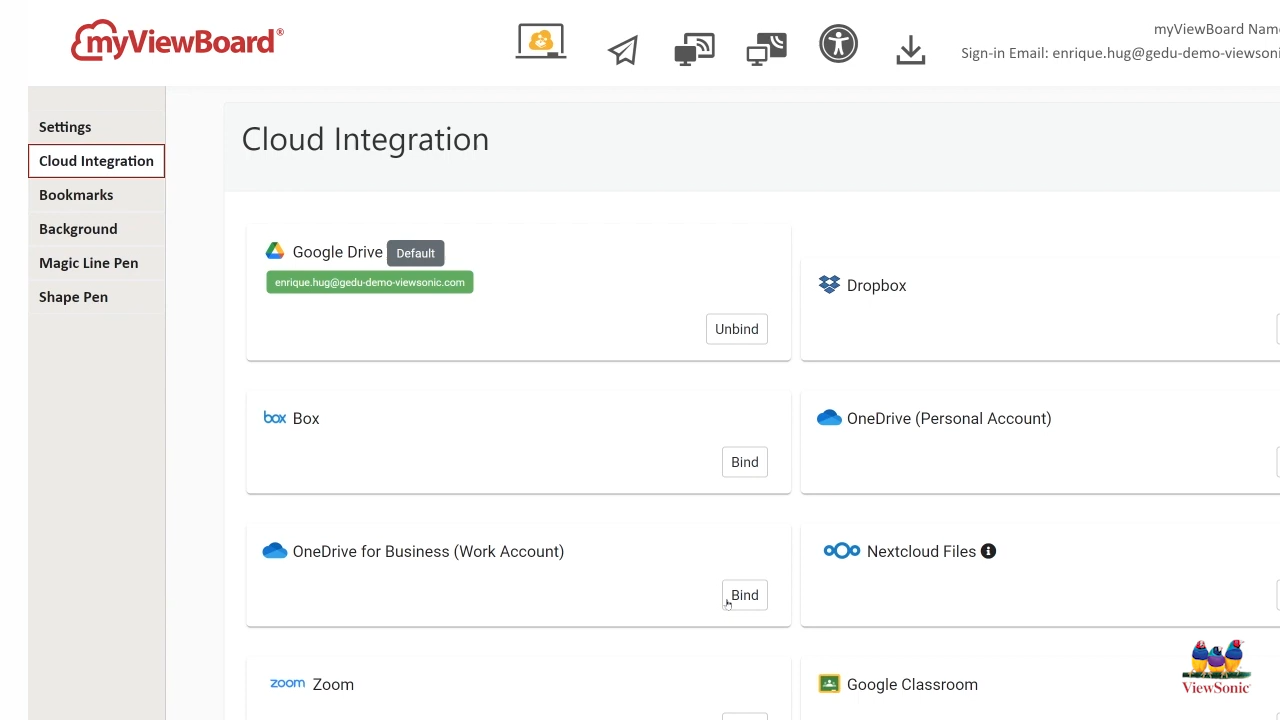 myViewBoard®
myViewBoard Name
Sign-in Email: enrique.hug@gedu-demo-viewsoni
Settings
Cloud Integration
Bookmarks
Background
Magic Line Pen
Shape Pen
Cloud Integration
Google Drive Default
enrique.hug@gedu-demo-viewsonic.com
Unbind
Dropbox
box Box
Bind
OneDrive (Personal Account)
OneDrive for Business (Work Account)
Bind
Nextcloud Files
zoom Zoom
Google Classroom
ViewSonic